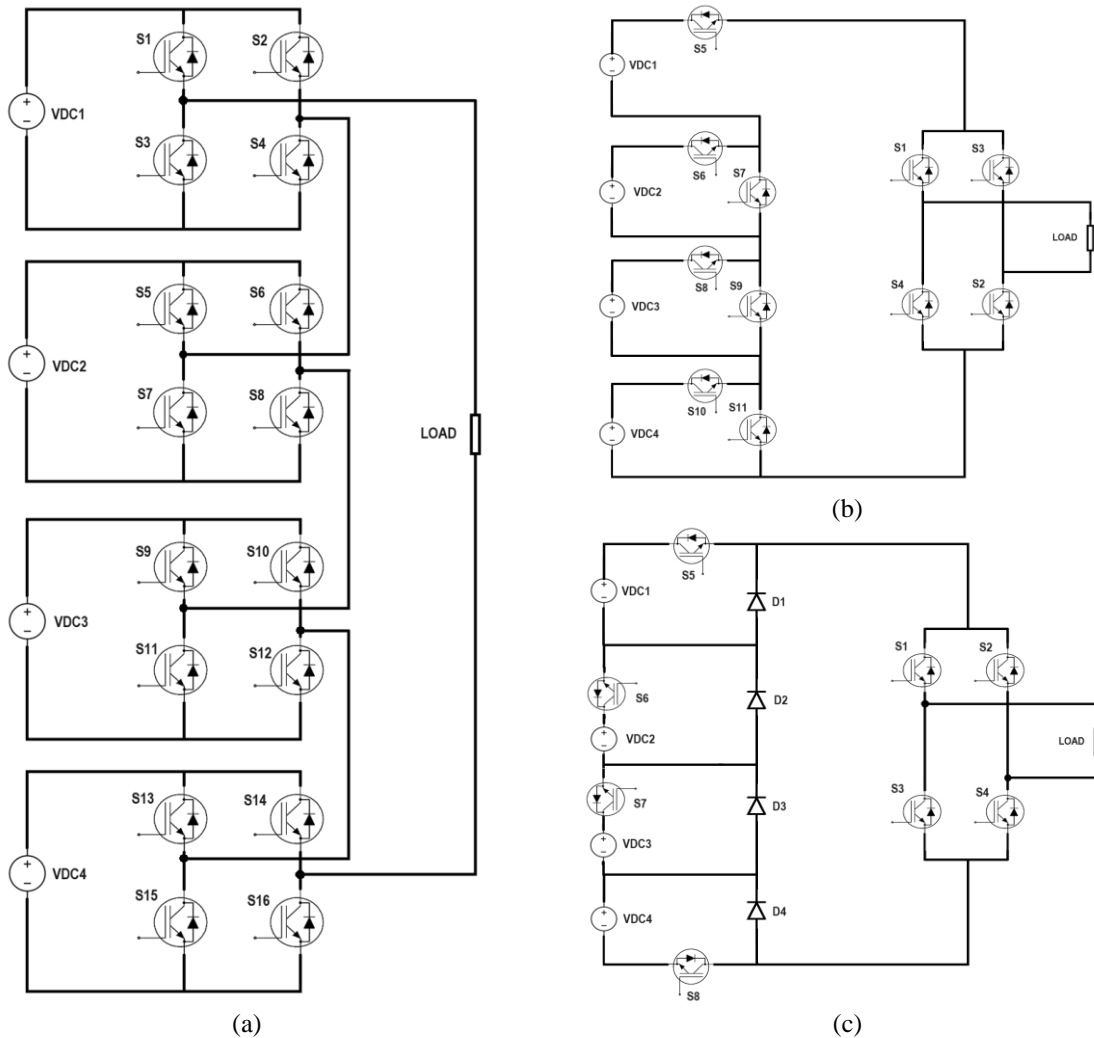 S1 S2
VDC1
S3 S4
S5 S6
VDC2
S7 S8
LOAD
S9 S10
VDC3
S11 S12
S13 S14
VDC4
S15 S16
(a)
S5
VDC1
S6
S7
VDC2
S8
S9
VDC3
S10
S11
VDC4
S1 S3
LOAD
S4 S2
(b)
S5
VDC1
D1
S6
D2
VDC2
S7
D3
VDC3
VDC4
D4
S8
S1 S2
LOAD
S3 S4
(c)